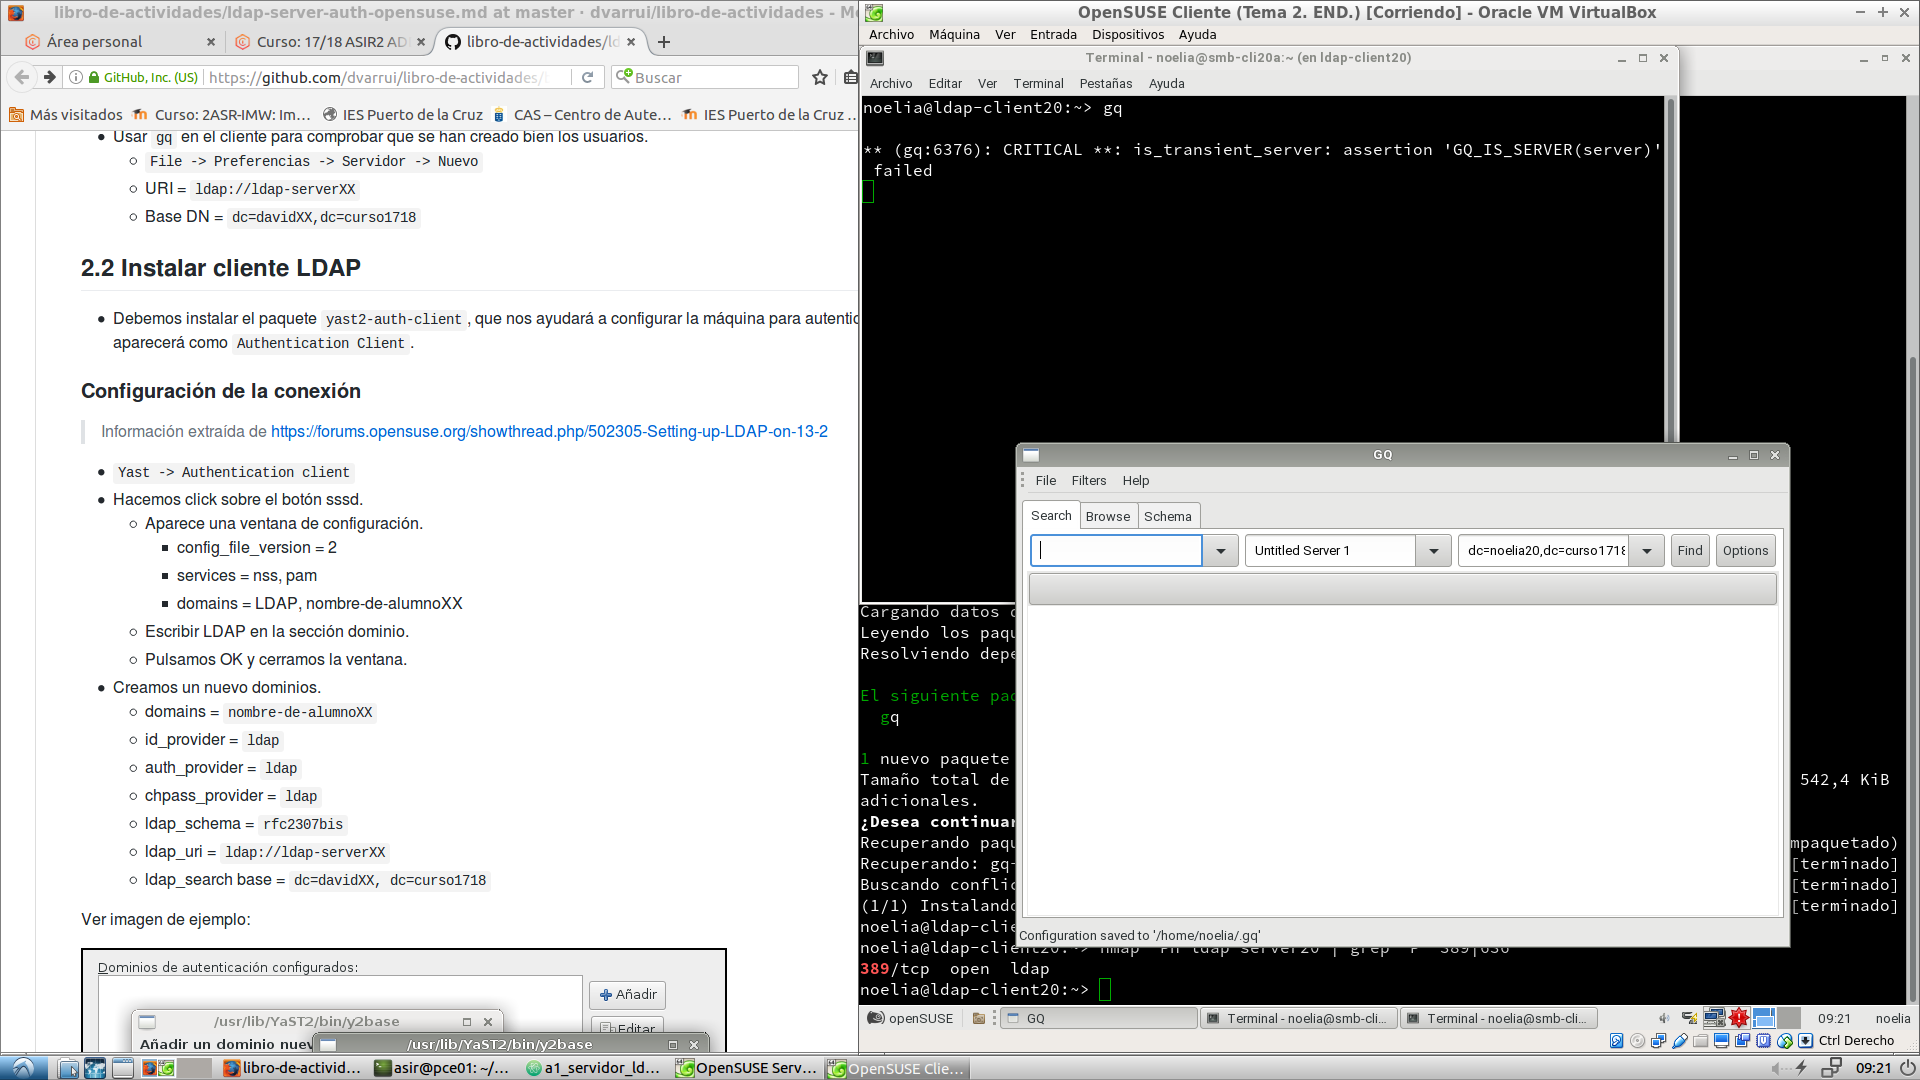 libro-de-actividades/ldap-server-auth-opensuse.md at master · dvarrui/libro-de-actividades - Mo
Área personal
Curso: 17/18 ASIR2 AD
libro-de-actividades/ld
GitHub, Inc. (US)
https://github.com/dvarrui/libro-de-actividades/b
Buscar
Más visitados
Curso: 2ASR-IMW: Im…
IES Puerto de la Cruz
CAS – Centro de Aute…
IES Puerto de la Cruz …
Usar gq en el cliente para comprobar que se han creado bien los usuarios.
File -> Preferencias -> Servidor -> Nuevo
URI = ldap://ldap-serverXX
Base DN = dc=davidXX,dc=curso1718
2.2 Instalar cliente LDAP
Debemos instalar el paquete yast2-auth-client, que nos ayudará a configurar la máquina para autentic
aparecerá como Authentication Client.
Configuración de la conexión
Información extraída de https://forums.opensuse.org/showthread.php/502305-Setting-up-LDAP-on-13-2
Yast -> Authentication client
Hacemos click sobre el botón sssd.
Aparece una ventana de configuración.
config_file_version = 2
services = nss, pam
domains = LDAP, nombre-de-alumnoXX
Escribir LDAP en la sección dominio.
Pulsamos OK y cerramos la ventana.
Creamos un nuevo dominios.
domains = nombre-de-alumnoXX
id_provider = ldap
auth_provider = ldap
chpass_provider = ldap
ldap_schema = rfc2307bis
ldap_uri = ldap://ldap-serverXX
ldap_search base = dc=davidXX, dc=curso1718
Ver imagen de ejemplo:
Dominios de autenticación configurados:
Añadir
Editar
/usr/lib/YaST2/bin/y2base
Añadir un dominio nuev
/usr/lib/YaST2/bin/y2base
OpenSUSE Cliente (Tema 2. END.) [Corriendo] - Oracle VM VirtualBox
Archivo Máquina Ver Entrada Dispositivos Ayuda
Terminal - noelia@smb-cli20a:~ (en ldap-client20)
Archivo Editar Ver Terminal Pestañas Ayuda
noelia@ldap-client20:~> gq
** (gq:6376): CRITICAL **: is_transient_server: assertion 'GQ_IS_SERVER(server)'
failed
GQ
File Filters Help
Search Browse Schema
Untitled Server 1
dc=noelia20,dc=curso1718
Find
Options
Configuration saved to '/home/noelia/.gq'
Cargando datos
Leyendo los paqu
Resolviendo depe
El siguiente paq
gq
1 nuevo paquete
Tamaño total de 542,4 KiB
adicionales.
¿Desea continuar
Recuperando paqu mpaquetado)
Recuperando: gq- [terminado]
Buscando conflic [terminado]
(1/1) Instalando [terminado]
noelia@ldap-clie
noelia@ldap-client20:~> nmap -Pn ldap-server20 | grep -P '389|636'
389/tcp open ldap
noelia@ldap-client20:~>
openSUSE
GQ
Terminal - noelia@smb-cli...
Terminal - noelia@smb-cli...
09:21
noelia
Ctrl Derecho
libro-de-activid...
asir@pce01: ~/...
a1_servidor_ld...
OpenSUSE Serv...
OpenSUSE Clie...
09:21